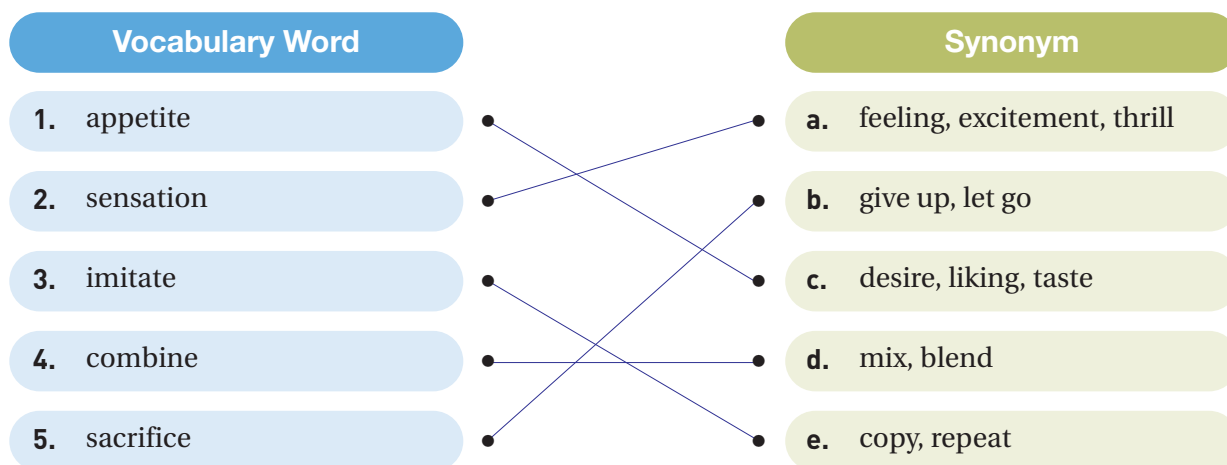 Vocabulary Word
Synonym
1. appetite
a. feeling, excitement, thrill
2. sensation
b. give up, let go
3. imitate
c. desire, liking, taste
4. combine
d. mix, blend
5. sacrifice
e. copy, repeat